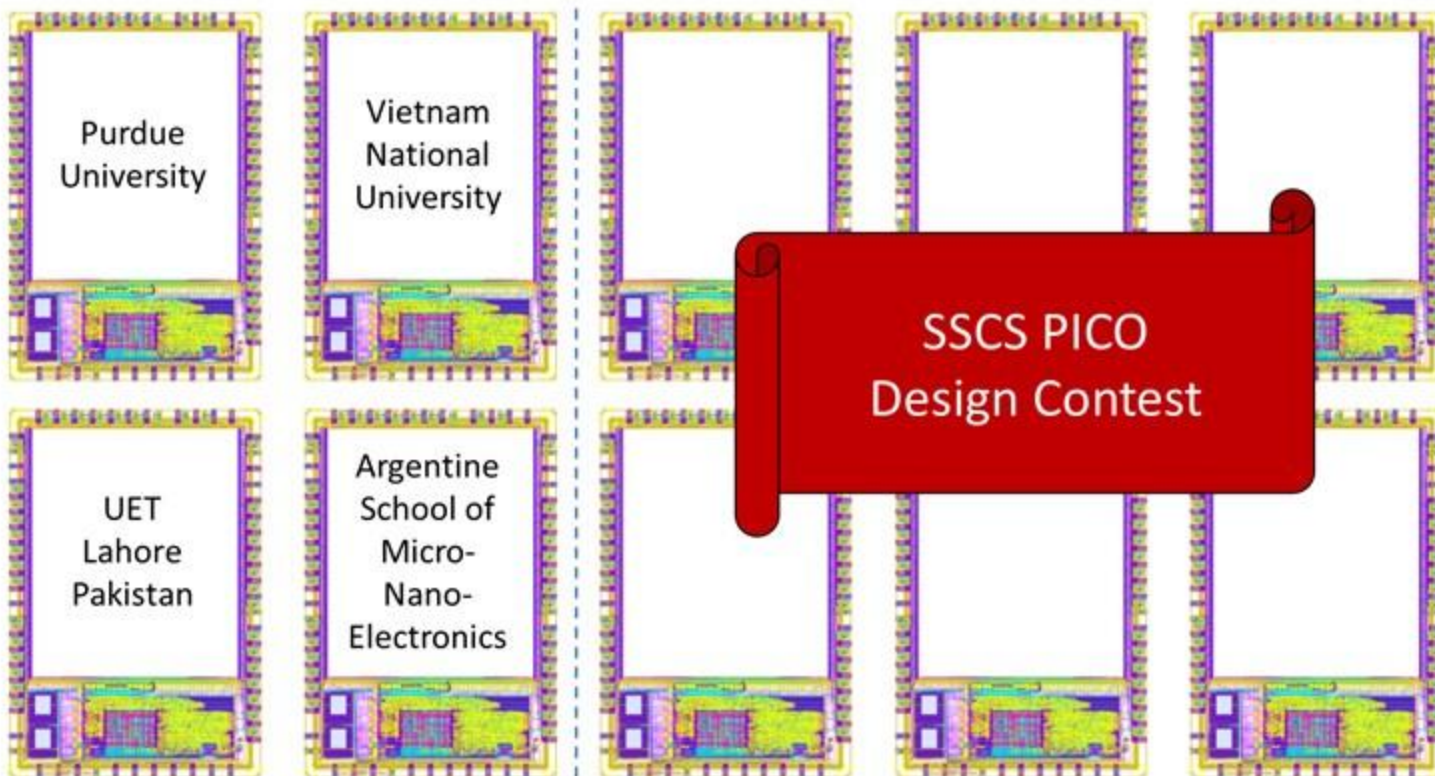 Purdue
University
Vietnam
National
University
SSCS PICO
Design Contest
UET
Lahore
Pakistan
Argentine
School of
Micro-
Nano-
Electronics